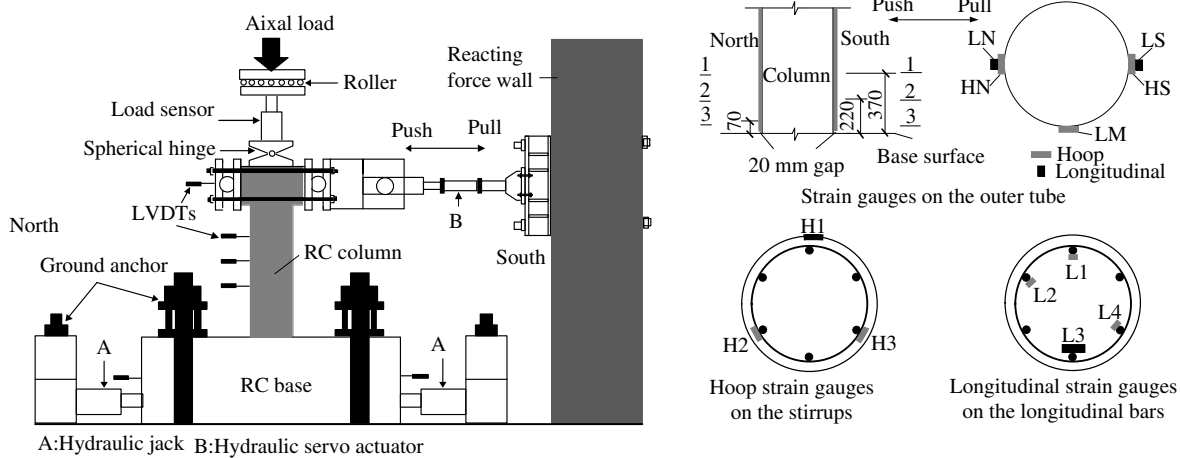 Aixal load
Roller
Load sensor
Spherical hinge
Push
Pull
Reacting
force wall
LVDTs
B
North
South
RC column
Ground anchor
A
A
RC base
A:Hydraulic jack B:Hydraulic servo actuator
Push
Pull
North
South
Column
1
2
3
70
220
370
1
2
3
20 mm gap
Base surface
LN
LS
HN
HS
LM
Hoop
Longitudinal
Strain gauges on the outer tube
H1
H2
H3
Hoop strain gauges
on the stirrups
L1
L2
L4
L3
Longitudinal strain gauges
on the longitudinal bars